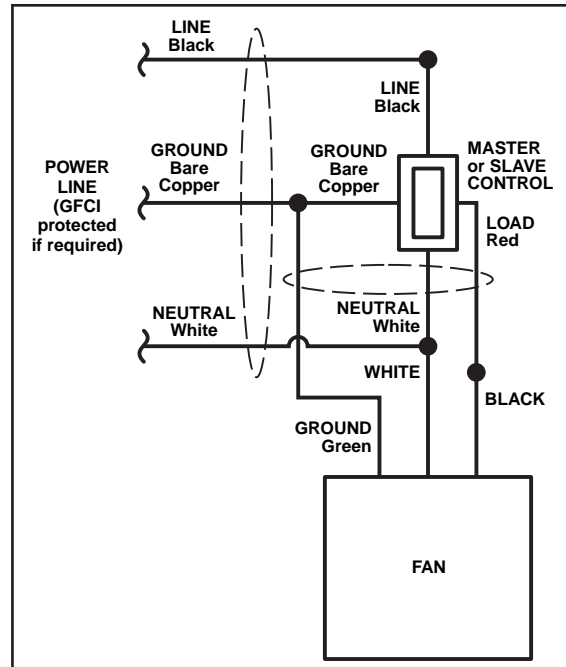 LINE
Black
LINE
Black
GROUND
Bare
Copper
GROUND
Bare
Copper
MASTER
or SLAVE
CONTROL
POWER
LINE
(GFCI
protected
if required)
LOAD
Red
NEUTRAL
White
NEUTRAL
White
WHITE
BLACK
GROUND
Green
FAN